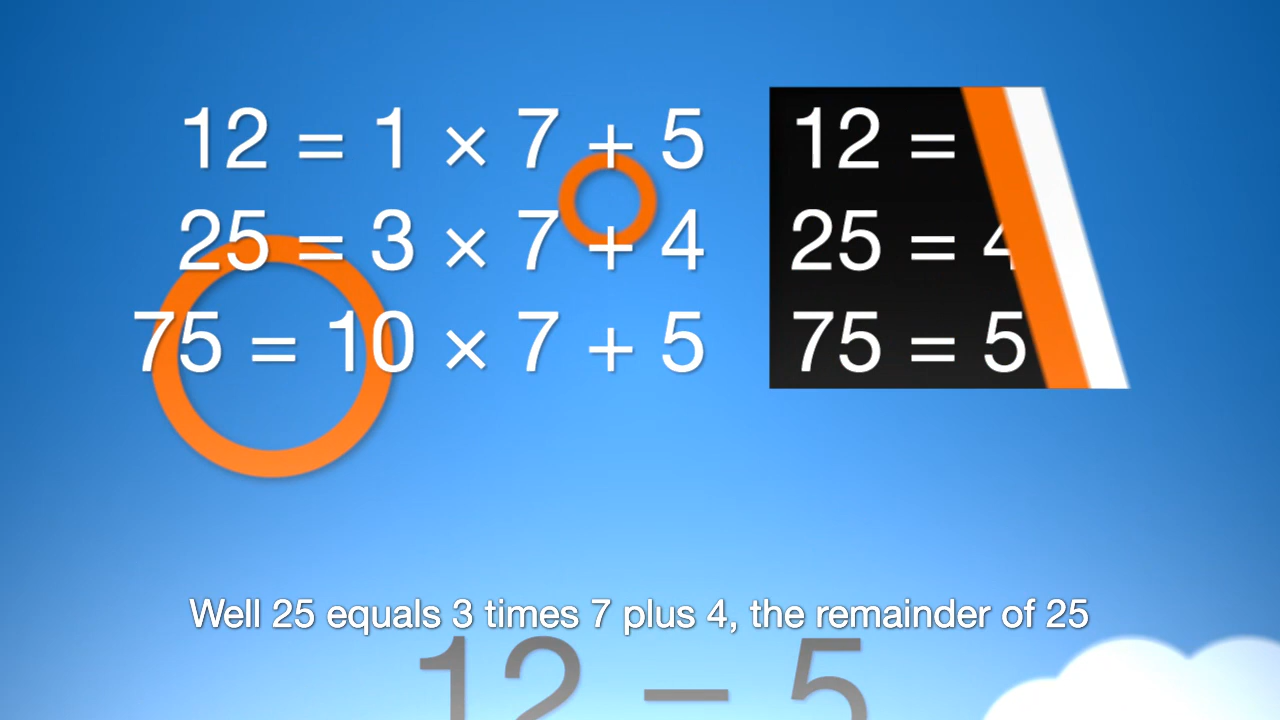 12 = 1 × 7 + 5
25 = 3 × 7 + 4
75 = 10 × 7 + 5
12 =
25 = 4
75 = 5
Well 25 equals 3 times 7 plus 4, the remainder of 25
12 – 5